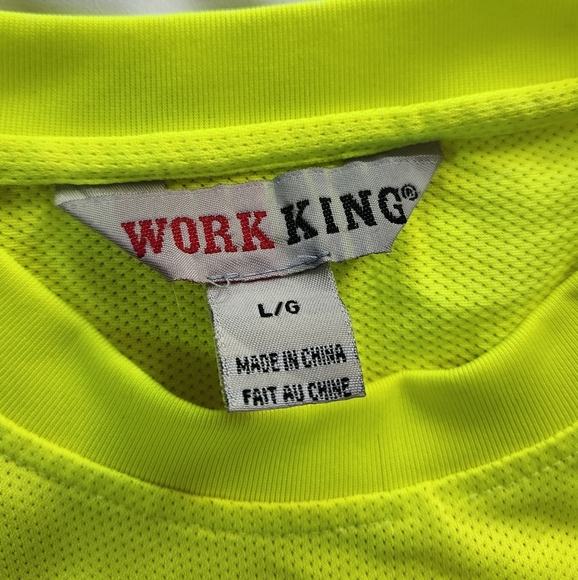 WORK KING®
L/G
MADE IN CHINA
FAIT AU CHINE